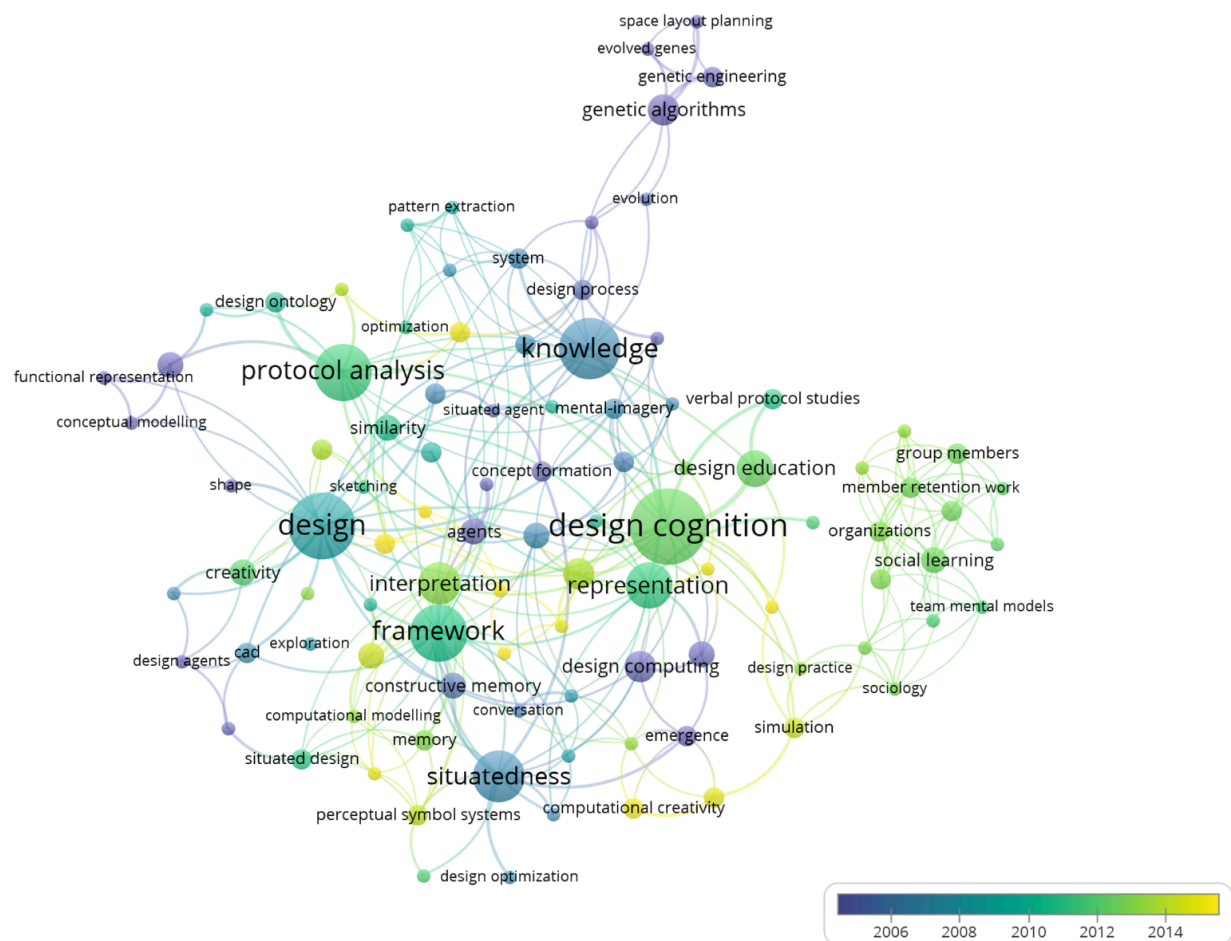 space layout planning
evolved genes
genetic engineering
genetic algorithms
evolution
pattern extraction
system
design process
design ontology
optimization
knowledge
protocol analysis
functional representation
situated agent
mental-imagery
verbal protocol studies
conceptual modelling
similarity
group members
concept formation
design education
shape
sketching
member retention work
design
agents
design cognition
organizations
social learning
creativity
interpretation
representation
team mental models
framework
exploration
cad
design agents
design computing
design practice
constructive memory
sociology
conversation
computational modelling
simulation
memory
emergence
situated design
situatedness
computational creativity
perceptual symbol systems
design optimization
2006
2008
2010
2012
2014